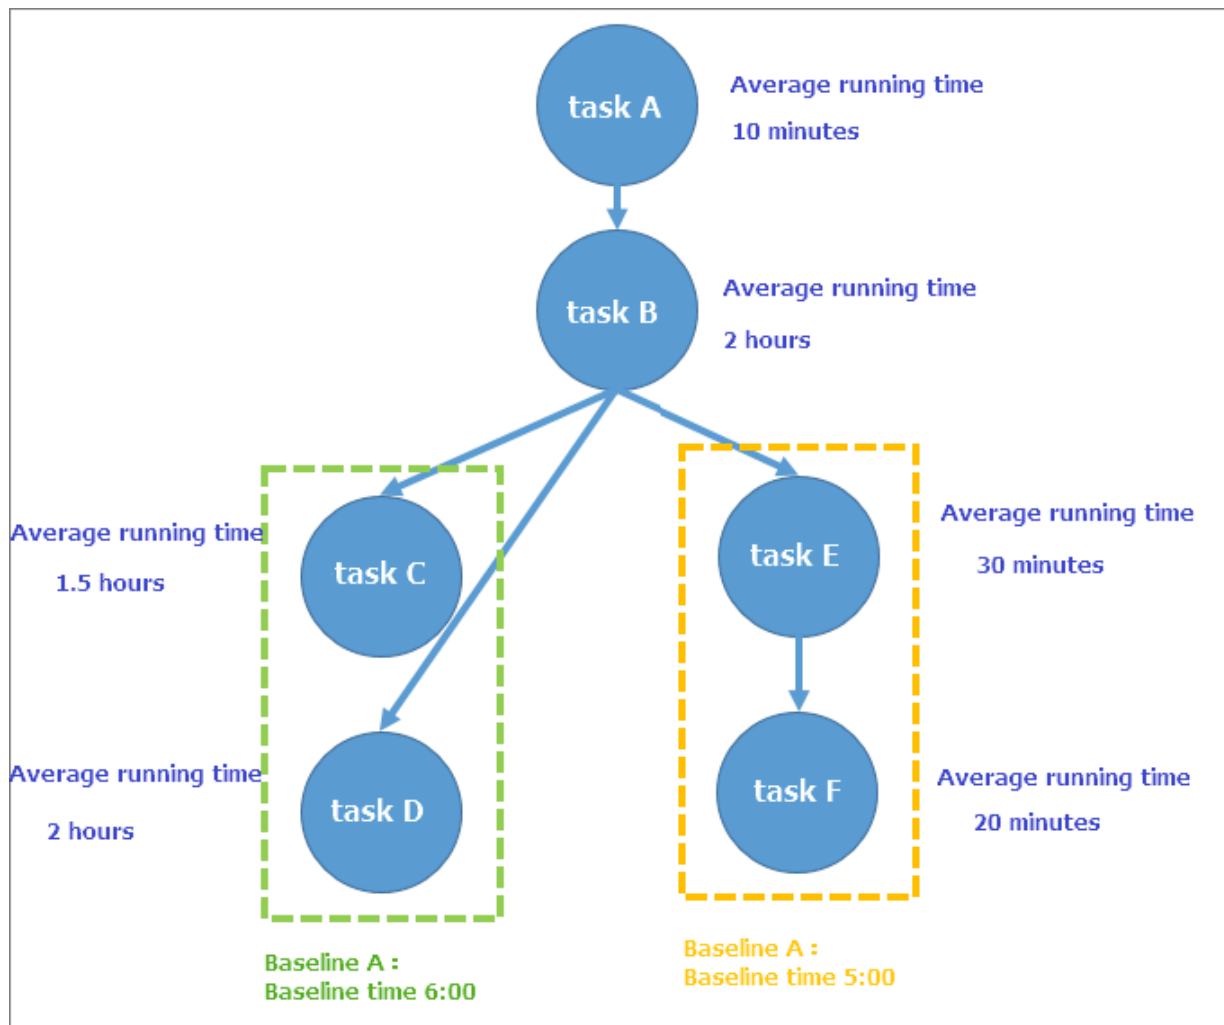 task A
Average running time
10 minutes
task B
Average running time
2 hours
Average running time
1.5 hours
task C
task E
Average running time
30 minutes
Average running time
2 hours
task D
task F
Average running time
20 minutes
Baseline A :
Baseline time 6:00
Baseline A :
Baseline time 5:00